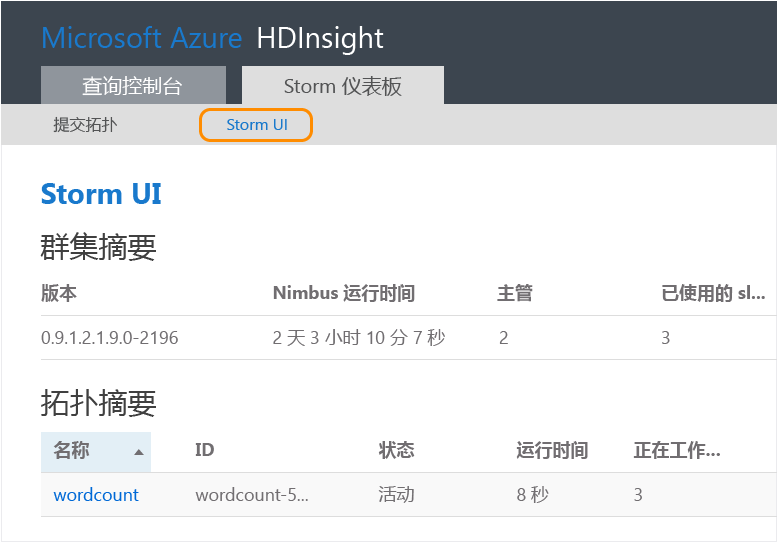 Microsoft Azure HDInsight
查询控制台 Storm 仪表板
提交拓扑 Storm UI
Storm UI
群集摘要
版本 Nimbus 运行时间 主管 已使用的 sl...
0.9.1.2.1.9.0-2196 2 天 3 小时 10 分 7 秒 2 3
拓扑摘要
名称 ID 状态 运行时间 正在工作...
wordcount wordcount-5... 活动 8 秒 3